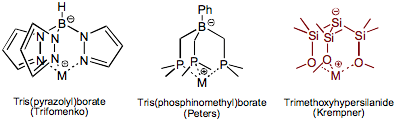 H
B⊖
N N N
N N N
M⊕
Tris(pyrazolyl)borate
(Trifomenko)
Ph
B⊖
P P P
M⊕
Tris(phosphinomethyl)borate
(Peters)
⊖
Si
Si Si Si
O O O
M⊕
Trimethoxyhypersilanide
(Krempner)